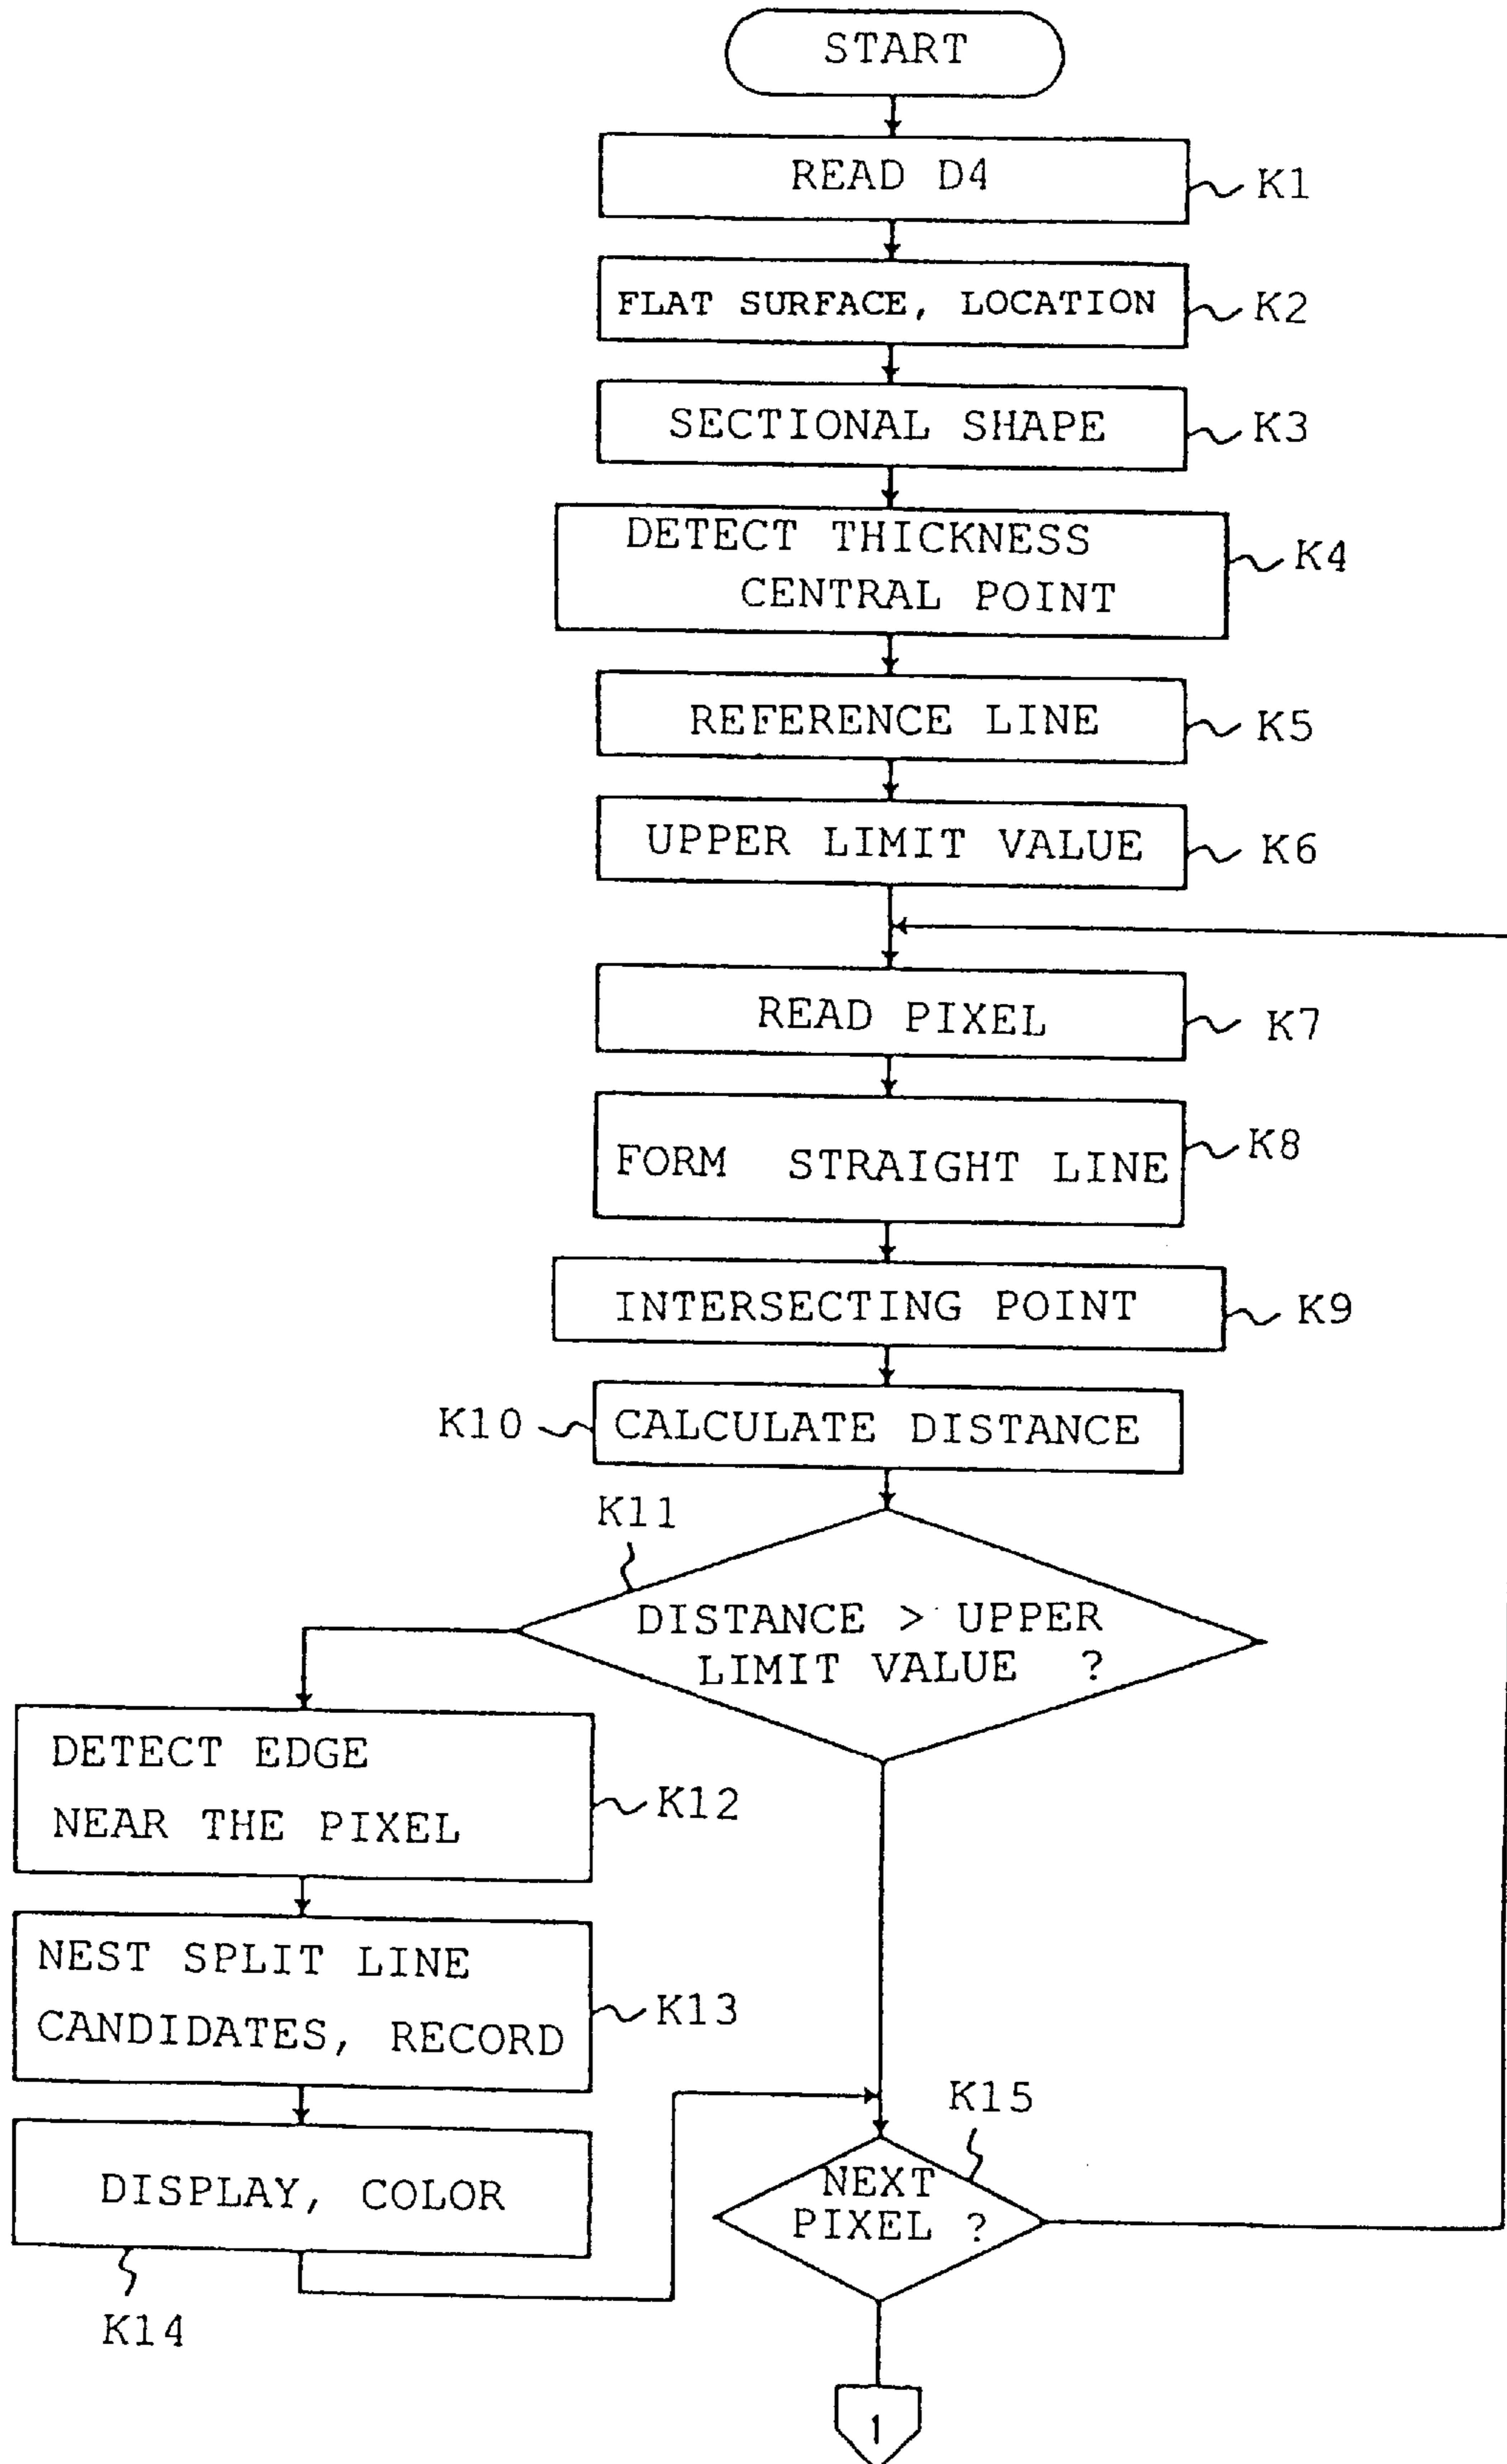 START
READ D4
K1
FLAT SURFACE, LOCATION
K2
SECTIONAL SHAPE
K3
DETECT THICKNESS
CENTRAL POINT
K4
REFERENCE LINE
K5
UPPER LIMIT VALUE
K6
READ PIXEL
K7
FORM STRAIGHT LINE
K8
INTERSECTING POINT
K9
K10
CALCULATE DISTANCE
K11
DISTANCE > UPPER
LIMIT VALUE ?
DETECT EDGE
NEAR THE PIXEL
K12
NEST SPLIT LINE
CANDIDATES, RECORD
K13
DISPLAY, COLOR
K14
K15
NEXT
PIXEL ?
1